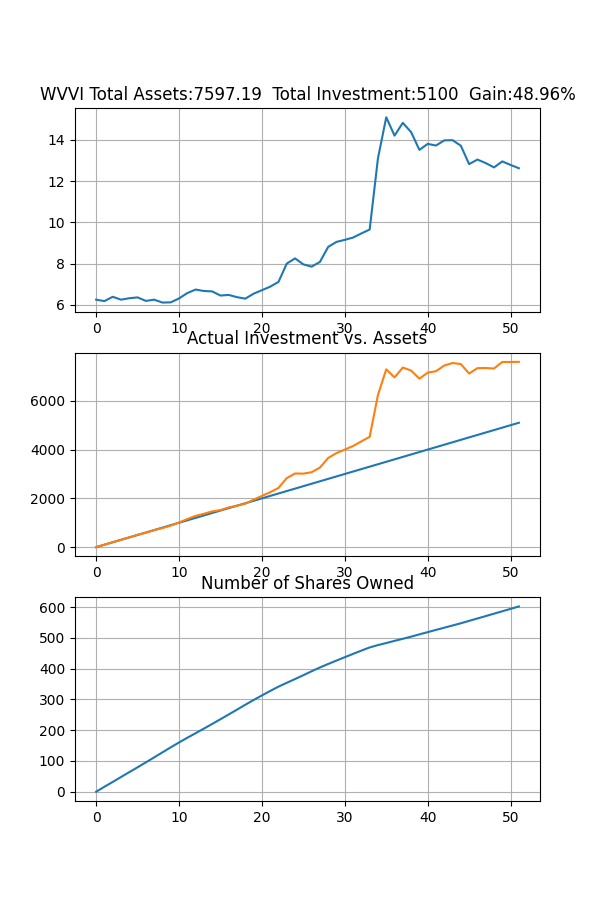 WVVI Total Assets:7597.19  Total Investment:5100  Gain:48.96%
14
12
10
8
6
0 10 20 30 40 50
Actual Investment vs. Assets
6000
4000
2000
0
0 10 20 30 40 50
Number of Shares Owned
600
500
400
300
200
100
0
0 10 20 30 40 50